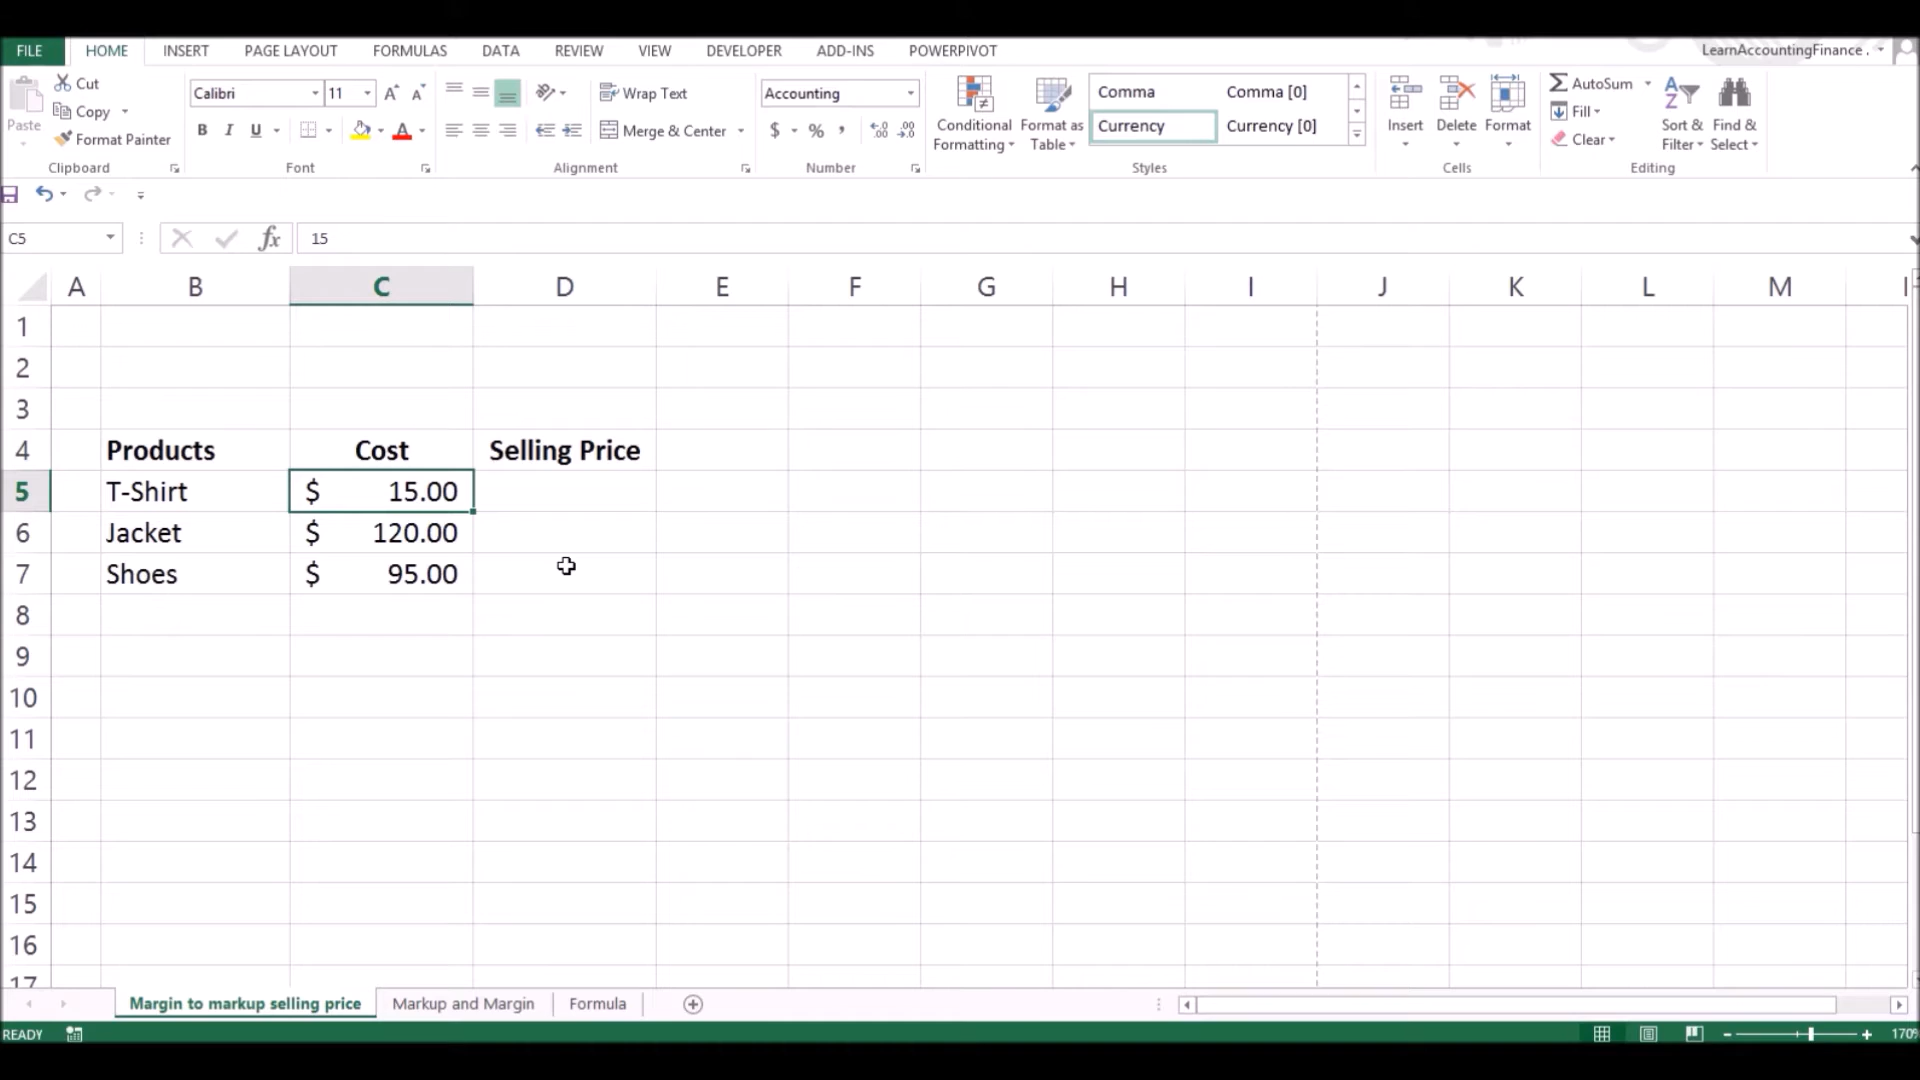 FILE HOME INSERT PAGE LAYOUT FORMULAS DATA REVIEW VIEW DEVELOPER ADD-INS POWERPIVOT LearnAccountingFinance .
Paste
Cut
Copy
Format Painter
Clipboard
Calibri 11
B I U
Font
Wrap Text
Merge & Center
Alignment
Accounting
$ % ,
Number
Conditional Formatting
Format as Table
Comma Comma [0]
Currency Currency [0]
Styles
Insert Delete Format
Cells
AutoSum
Fill
Clear
Sort & Filter
Find & Select
Editing
C5 fx 15
A B C D E F G H I J K L M
1
2
3
4 Products Cost Selling Price
5 T-Shirt $ 15.00
6 Jacket $ 120.00
7 Shoes $ 95.00
8
9
10
11
12
13
14
15
16
17
Margin to markup selling price Markup and Margin Formula
READY 170%